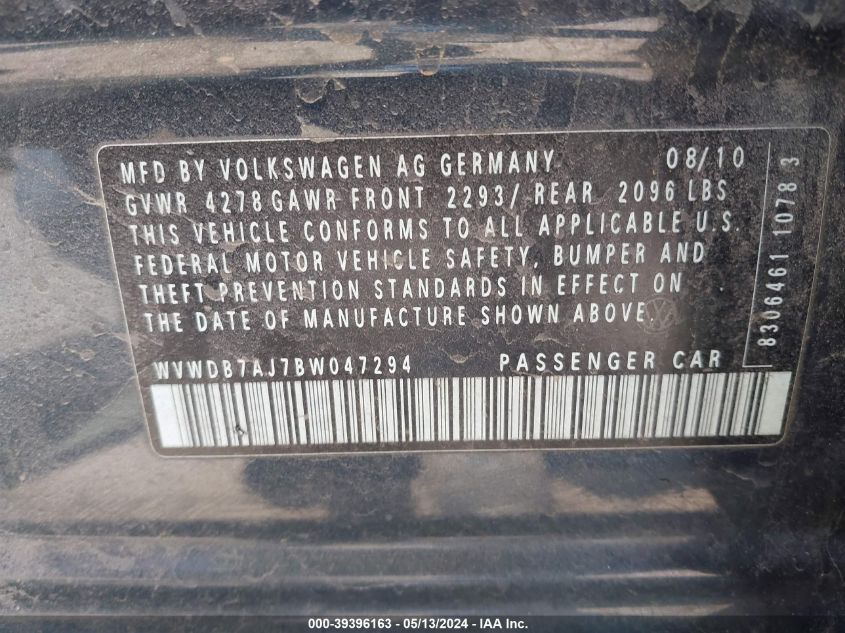 MFD BY VOLKSWAGEN AG GERMANY 08/10
GVWR 4278 GAWR FRONT 2293/ REAR 2096 LBS
THIS VEHICLE CONFORMS TO ALL APPLICABLE U.S.
FEDERAL MOTOR VEHICLE SAFETY, BUMPER AND
THEFT PREVENTION STANDARDS IN EFFECT ON
THE DATE OF MANUFACTURE SHOWN ABOVE.
WVWDB7AJ7BW047294 PASSENGER CAR
8306461 1078 3
000-39396163 - 05/13/2024 - IAA Inc.